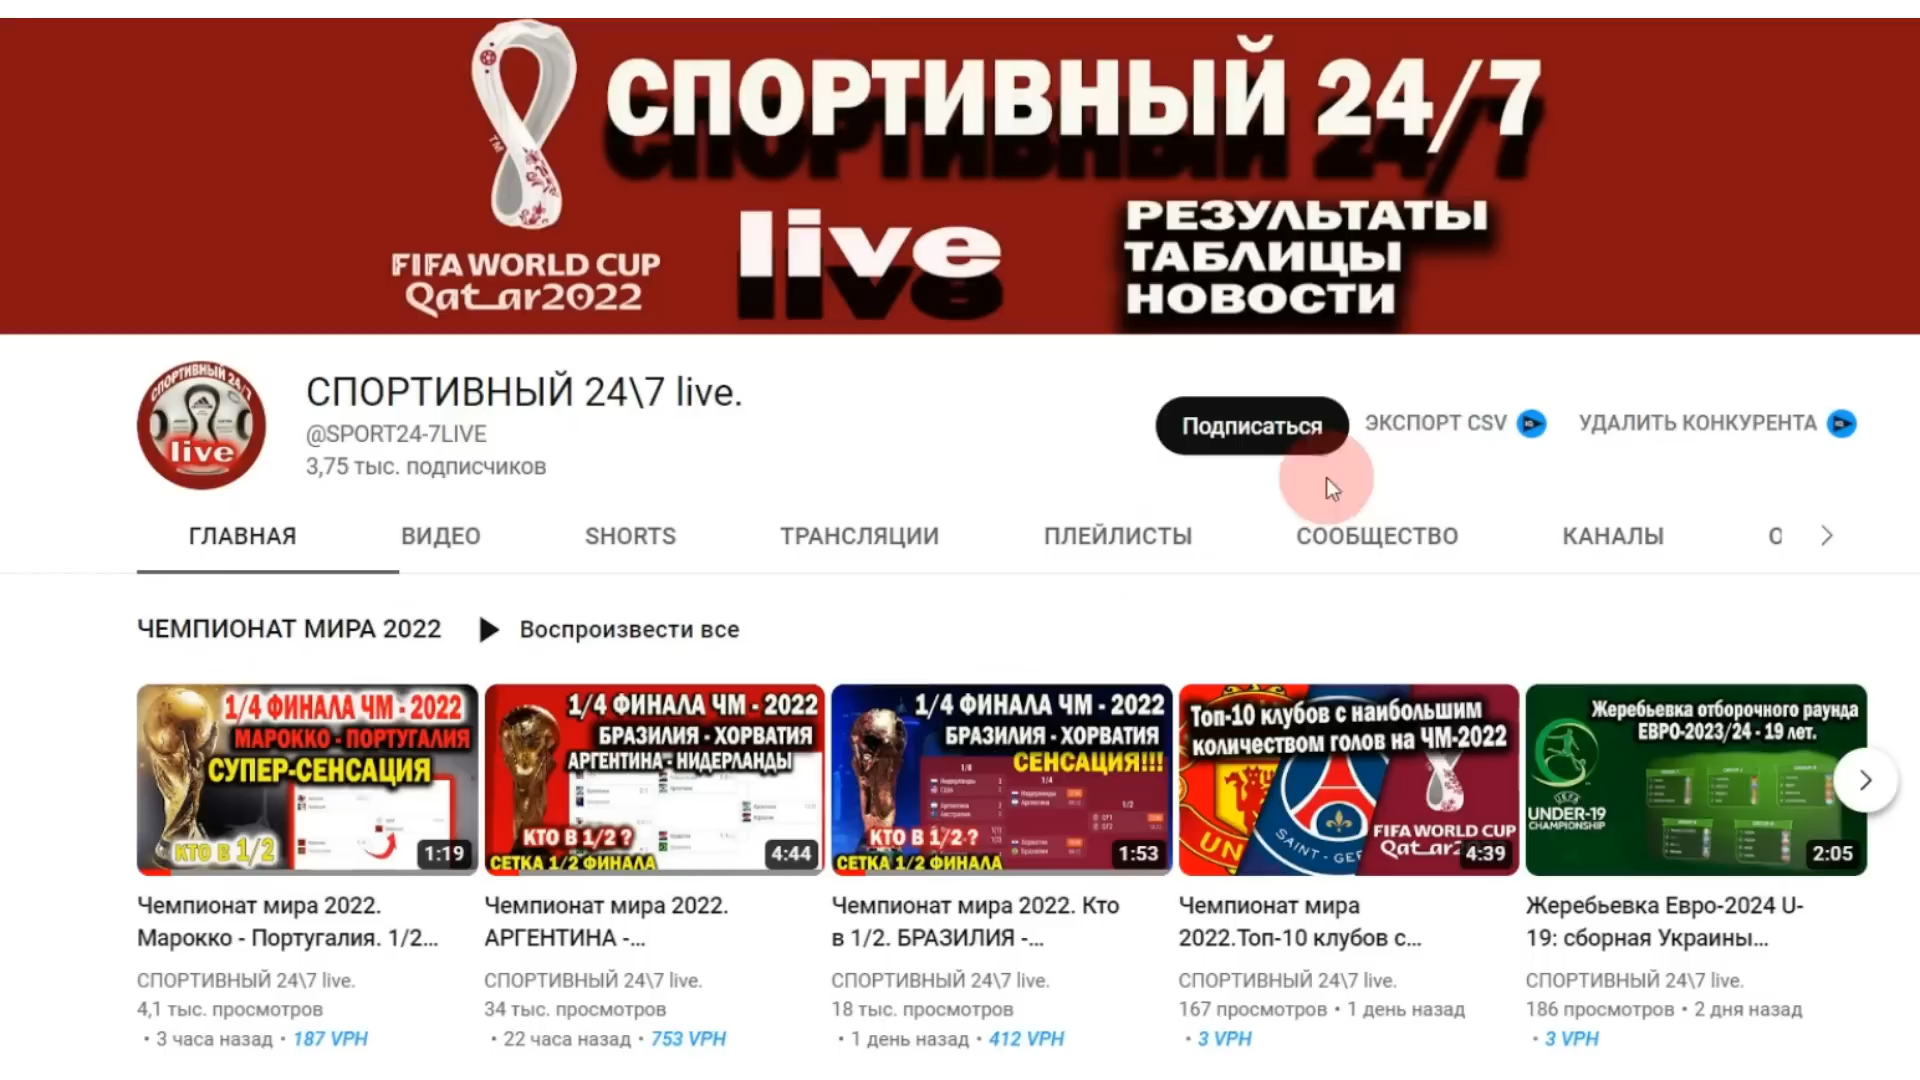 СПОРТИВНЫЙ 24/7
FIFA WORLD CUP
Qatar2022
live
РЕЗУЛЬТАТЫ
ТАБЛИЦЫ
НОВОСТИ
СПОРТИВНЫЙ 24/7
live
СПОРТИВНЫЙ 24\7 live.
@SPORT24-7LIVE
3,75 тыс. подписчиков
Подписаться
ЭКСПОРТ CSV
УДАЛИТЬ КОНКУРЕНТА
ГЛАВНАЯ
ВИДЕО
SHORTS
ТРАНСЛЯЦИИ
ПЛЕЙЛИСТЫ
СООБЩЕСТВО
КАНАЛЫ
ЧЕМПИОНАТ МИРА 2022
Воспроизвести все
1/4 ФИНАЛА ЧМ - 2022
МАРОККО - ПОРТУГАЛИЯ
СУПЕР-СЕНСАЦИЯ
КТО В 1/2
1:19
1/4 ФИНАЛА ЧМ - 2022
БРАЗИЛИЯ - ХОРВАТИЯ
АРГЕНТИНА - НИДЕРЛАНДЫ
КТО В 1/2 ?
СЕТКА 1/2 ФИНАЛА
4:44
1/4 ФИНАЛА ЧМ - 2022
БРАЗИЛИЯ - ХОРВАТИЯ
СЕНСАЦИЯ!!!
КТО В 1/2 ?
СЕТКА 1/2 ФИНАЛА
1:53
Топ-10 клубов с наибольшим
количеством голов на ЧМ-2022
FIFA WORLD CUP
4:39
Жеребьевка отборочного раунда
ЕВРО-2023/24 - 19 лет.
UEFA
UNDER-19
CHAMPIONSHIP
2:05
Чемпионат мира 2022.
Марокко - Португалия. 1/2...
СПОРТИВНЫЙ 24\7 live.
4,1 тыс. просмотров
• 3 часа назад • 187 VPH
Чемпионат мира 2022.
АРГЕНТИНА -...
СПОРТИВНЫЙ 24\7 live.
34 тыс. просмотров
• 22 часа назад • 753 VPH
Чемпионат мира 2022. Кто
в 1/2. БРАЗИЛИЯ -...
СПОРТИВНЫЙ 24\7 live.
18 тыс. просмотров
• 1 день назад • 412 VPH
Чемпионат мира
2022.Топ-10 клубов с...
СПОРТИВНЫЙ 24\7 live.
167 просмотров • 1 день назад
• 3 VPH
Жеребьевка Евро-2024 U-
19: сборная Украины...
СПОРТИВНЫЙ 24\7 live.
186 просмотров • 2 дня назад
• 3 VPH